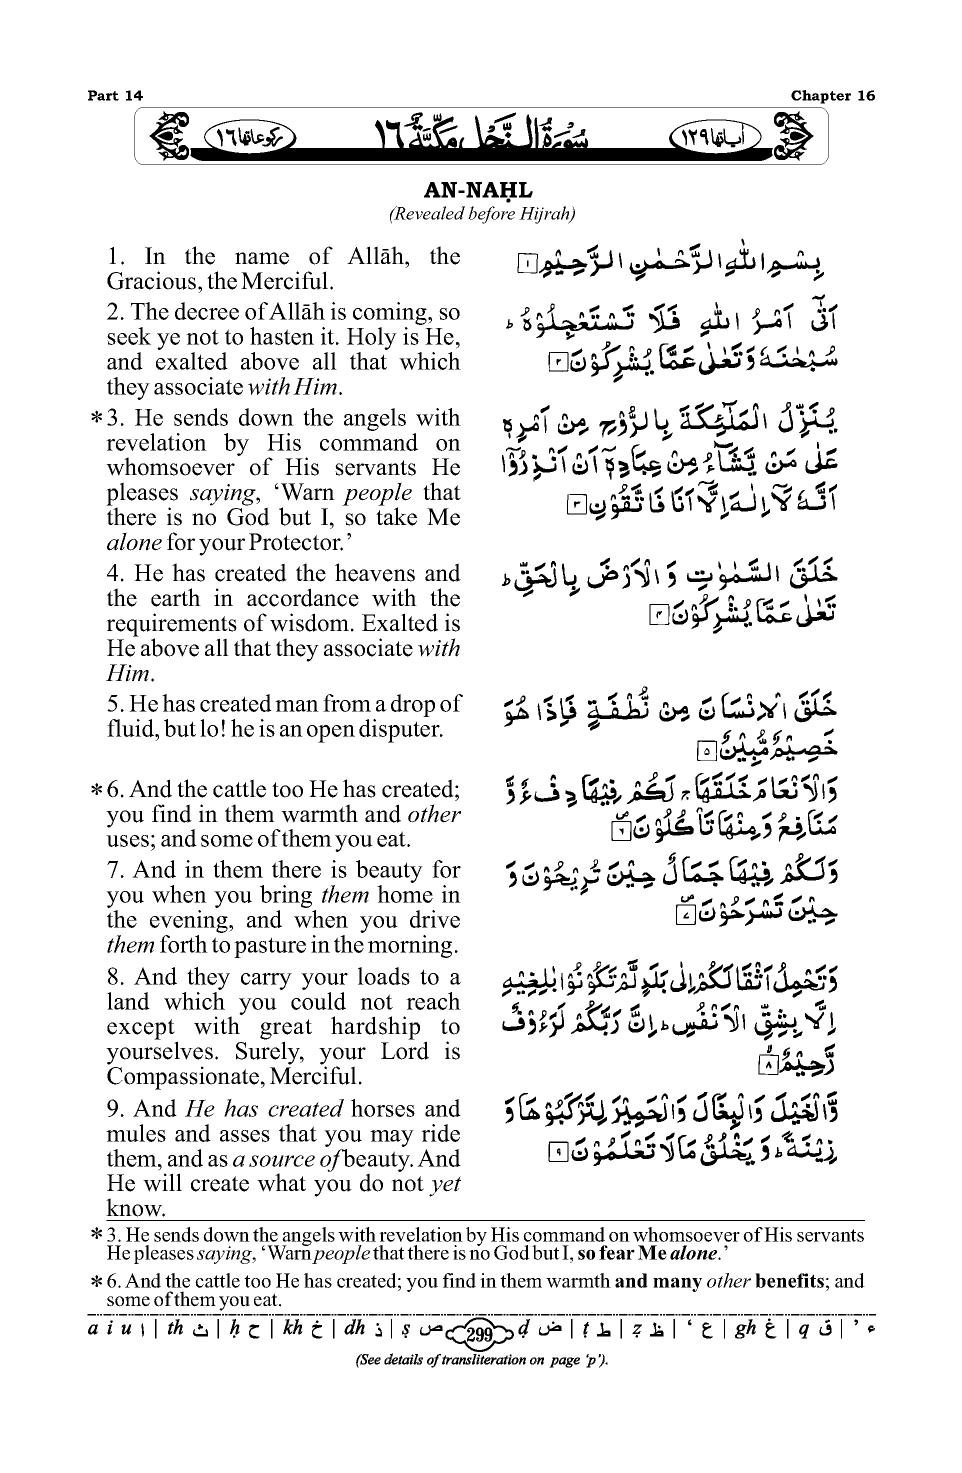 Part 14
Chapter 16
رکوعاتها ١٦
سُوْرَةُ النَّحْلِ مَكِّيَّةٌ ١٦
اٰیاتها ١٢٩
AN-NAḤL
(Revealed before Hijrah)
1. In the name of Allāh, the
Gracious, the Merciful.
2. The decree of Allāh is coming, so
seek ye not to hasten it. Holy is He,
and exalted above all that which
they associate with Him.
*3. He sends down the angels with
revelation by His command on
whomsoever of His servants He
pleases saying, ‘Warn people that
there is no God but I, so take Me
alone for your Protector.’
4. He has created the heavens and
the earth in accordance with the
requirements of wisdom. Exalted is
He above all that they associate with
Him.
5. He has created man from a drop of
fluid, but lo! he is an open disputer.
*6. And the cattle too He has created;
you find in them warmth and other
uses; and some of them you eat.
7. And in them there is beauty for
you when you bring them home in
the evening, and when you drive
them forth to pasture in the morning.
8. And they carry your loads to a
land which you could not reach
except with great hardship to
yourselves. Surely, your Lord is
Compassionate, Merciful.
9. And He has created horses and
mules and asses that you may ride
them, and as a source of beauty. And
He will create what you do not yet
know.
بِسْمِ اللّٰهِ الرَّحْمٰنِ الرَّحِيْمِ ١
اَتٰۤى اَمْرُ اللّٰهِ فَلَا تَسْتَعْجِلُوْهُ ؕ
سُبْحٰنَهٗ وَ تَعٰلٰى عَمَّا يُشْرِكُوْنَ ٢
يُنَزِّلُ الْمَلٰٓئِكَةَ بِالرُّوْحِ مِنْ اَمْرِهٖ
عَلٰى مَنْ يَّشَآءُ مِنْ عِبَادِهٖۤ اَنْ اَنْذِرُوْۤا
اَنَّهٗ لَاۤ اِلٰهَ اِلَّاۤ اَنَا فَاتَّقُوْنِ ٣
خَلَقَ السَّمٰوٰتِ وَ الْاَرْضَ بِالْحَقِّ ؕ
تَعٰلٰى عَمَّا يُشْرِكُوْنَ ٤
خَلَقَ الْاِنْسَانَ مِنْ نُّطْفَةٍ فَاِذَا هُوَ
خَصِيْمٌ مُّبِيْنٌ ٥
وَالْاَنْعَامَ خَلَقَهَا ۚ لَكُمْ فِيْهَا دِفْءٌ وَّ
مَنَافِعُ وَ مِنْهَا تَاْكُلُوْنَ ٦
وَلَكُمْ فِيْهَا جَمَالٌ حِيْنَ تُرِيْحُوْنَ وَ
حِيْنَ تَسْرَحُوْنَ ٧
وَ تَحْمِلُ اَثْقَالَكُمْ اِلٰى بَلَدٍ لَّمْ تَكُوْنُوْا بٰلِغِيْهِ
اِلَّا بِشِقِّ الْاَنْفُسِ ؕ اِنَّ رَبَّكُمْ لَرَءُوْفٌ
رَّحِيْمٌ ٨
وَّالْخَيْلَ وَالْبِغَالَ وَالْحَمِيْرَ لِتَرْكَبُوْهَا وَ
زِيْنَةً ؕ وَ يَخْلُقُ مَا لَا تَعْلَمُوْنَ ٩
* 3. He sends down the angels with revelation by His command on whomsoever of His servants
He pleases saying, ‘Warn people that there is no God but I, so fear Me alone.’
* 6. And the cattle too He has created; you find in them warmth and many other benefits; and
some of them you eat.
a i u ا | th ث | ḥ ح | kh خ | dh ذ | ṣ ص 299 ḍ ض | ṭ ط | ẓ ظ | ‘ ع | gh غ | q ق | ’ ء
(See details of transliteration on page ‘p’).